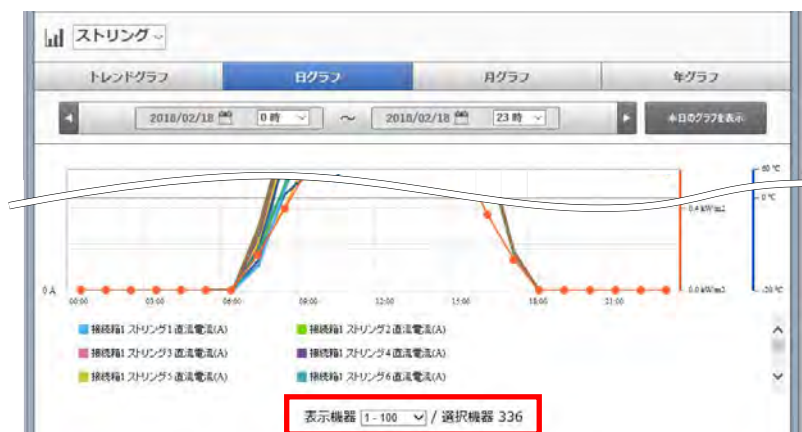 ストリング
トレンドグラフ 日グラフ 月グラフ 年グラフ
2018/02/18 0 時 ～ 2018/02/18 23 時 本日のグラフを表示
60 ℃
0 ℃
0.4 kW/m2
0 A 0.0 kW/m2 -20 ℃
00:00 03:00 06:00 09:00 12:00 15:00 18:00 21:00
接続箱1 ストリング1 直流電流(A) 接続箱1 ストリング2 直流電流(A)
接続箱1 ストリング3 直流電流(A) 接続箱1 ストリング4 直流電流(A)
接続箱1 ストリング5 直流電流(A) 接続箱1 ストリング6 直流電流(A)
表示機器 1 - 100 / 選択機器 336